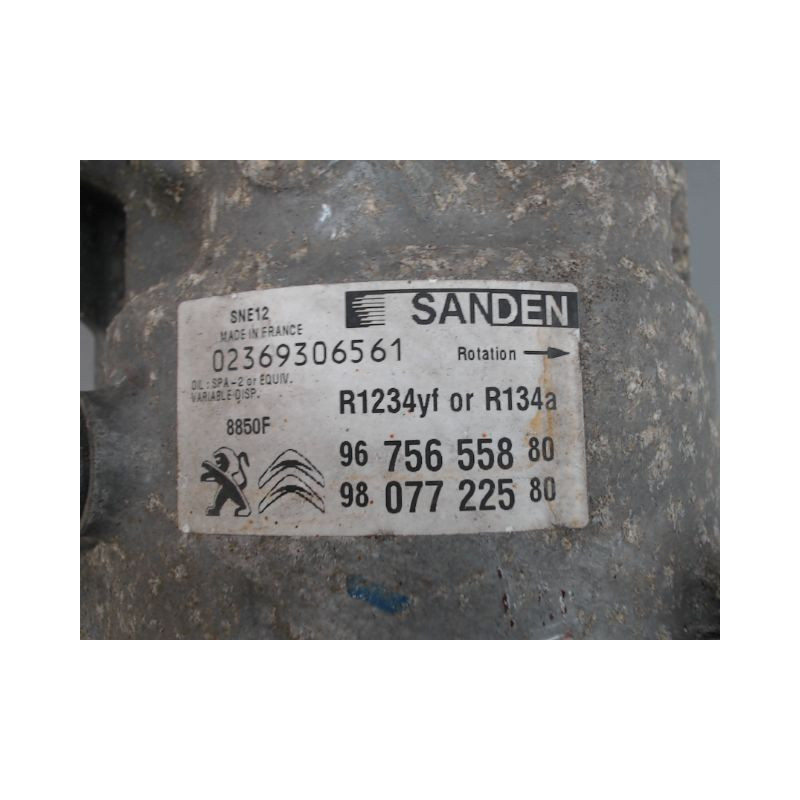 SNE12
SANDEN
MADE IN FRANCE
02369306561
Rotation
OIL: SPA-2 or EQUIV.
VARIABLE DISP.
R1234yf or R134a
8850F
96 756 558 80
98 077 225 80